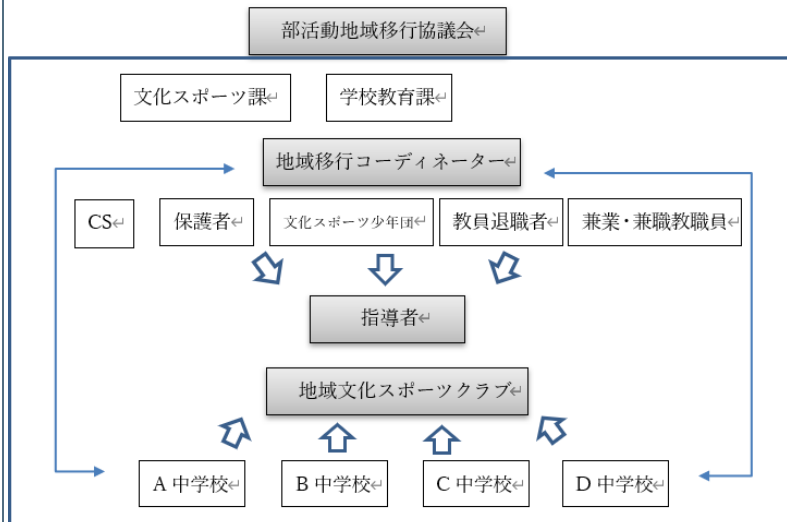 部活動地域移行協議会
文化スポーツ課
学校教育課
地域移行コーディネーター
CS
保護者
文化スポーツ少年団
教員退職者
兼業・兼職教職員
指導者
地域文化スポーツクラブ
A 中学校
B 中学校
C 中学校
D 中学校